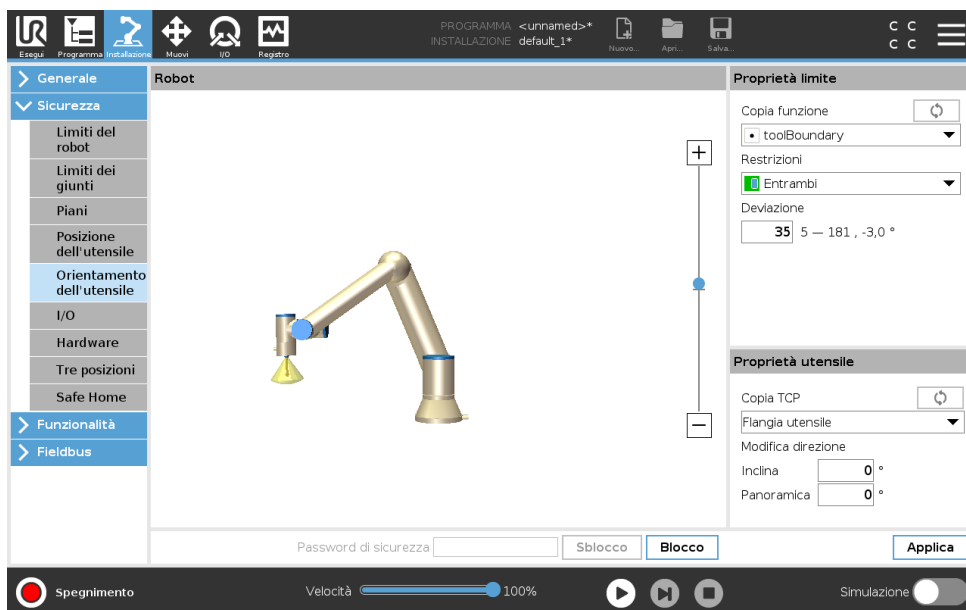 PROGRAMMA <unnamed>*
INSTALLAZIONE default_1*
UR
Esegui
Programma
Installazione
Muovi
I/O
Registro
Nuovo...
Apri...
Salva...
C C
C C
Generale
Sicurezza
Limiti del
robot
Limiti dei
giunti
Piani
Posizione
dell'utensile
Orientamento
dell'utensile
I/O
Hardware
Tre posizioni
Safe Home
Funzionalità
Fieldbus
Robot
Proprietà limite
Copia funzione
toolBoundary
Restrizioni
Entrambi
Deviazione
35 5 — 181 , -3,0 °
Proprietà utensile
Copia TCP
Flangia utensile
Modifica direzione
Inclina 0 °
Panoramica 0 °
Password di sicurezza
Sblocco
Blocco
Applica
Spegnimento
Velocità
100%
Simulazione